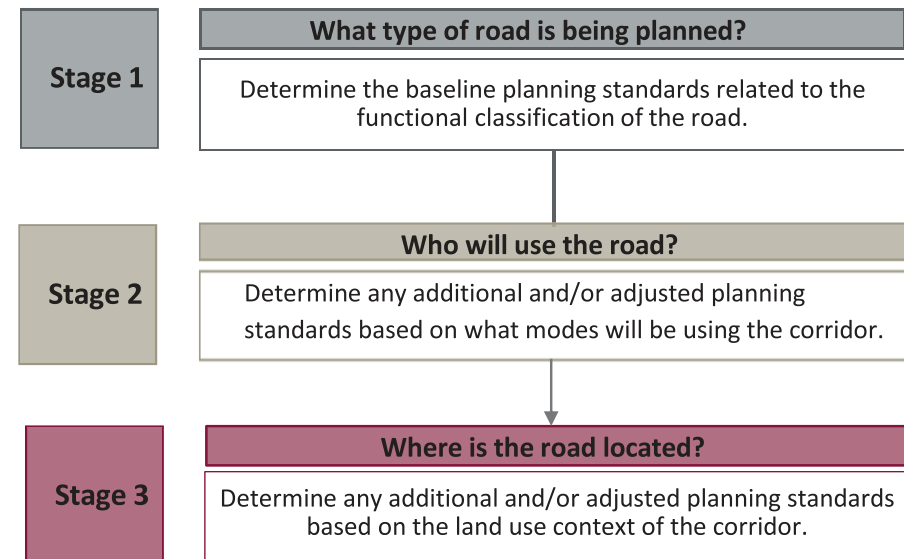 What type of road is being planned?
Stage 1
Determine the baseline planning standards related to the
functional classification of the road.
Who will use the road?
Stage 2
Determine any additional and/or adjusted planning
standards based on what modes will be using the corridor.
Where is the road located?
Stage 3
Determine any additional and/or adjusted planning standards
based on the land use context of the corridor.